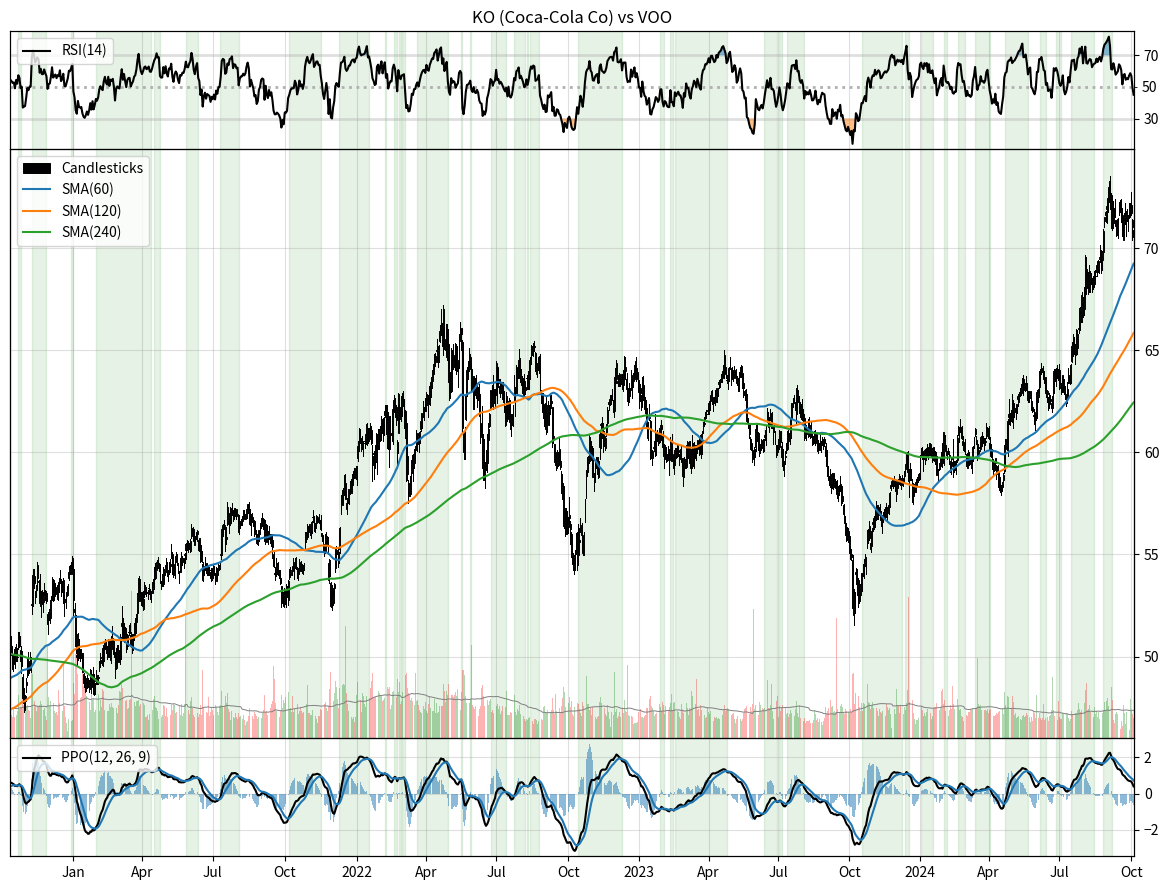 KO (Coca-Cola Co) vs VOO
RSI(14)
70
50
30
Candlesticks
SMA(60)
SMA(120)
SMA(240)
70
65
60
55
50
PPO(12, 26, 9)
2
0
−2
Jan Apr Jul Oct 2022 Apr Jul Oct 2023 Apr Jul Oct 2024 Apr Jul Oct